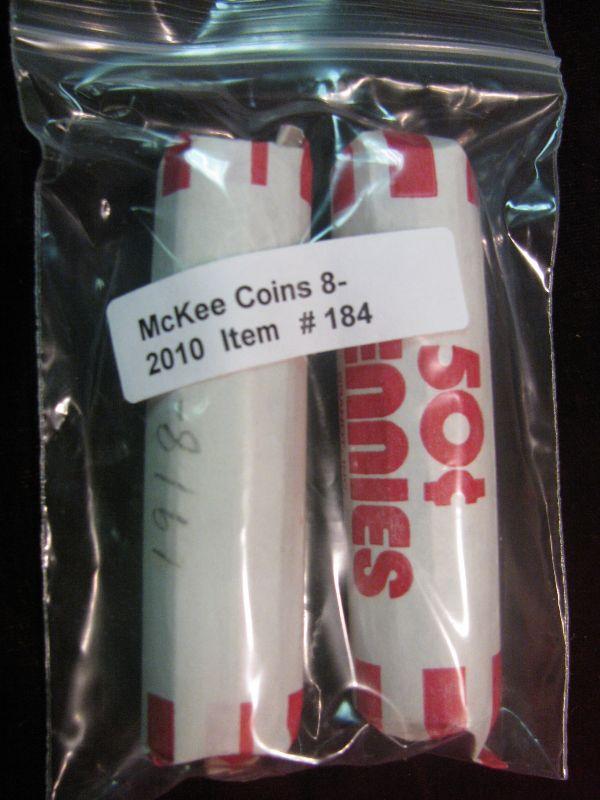 McKee Coins 8-
2010 Item # 184
1918-
50¢
ENNIES